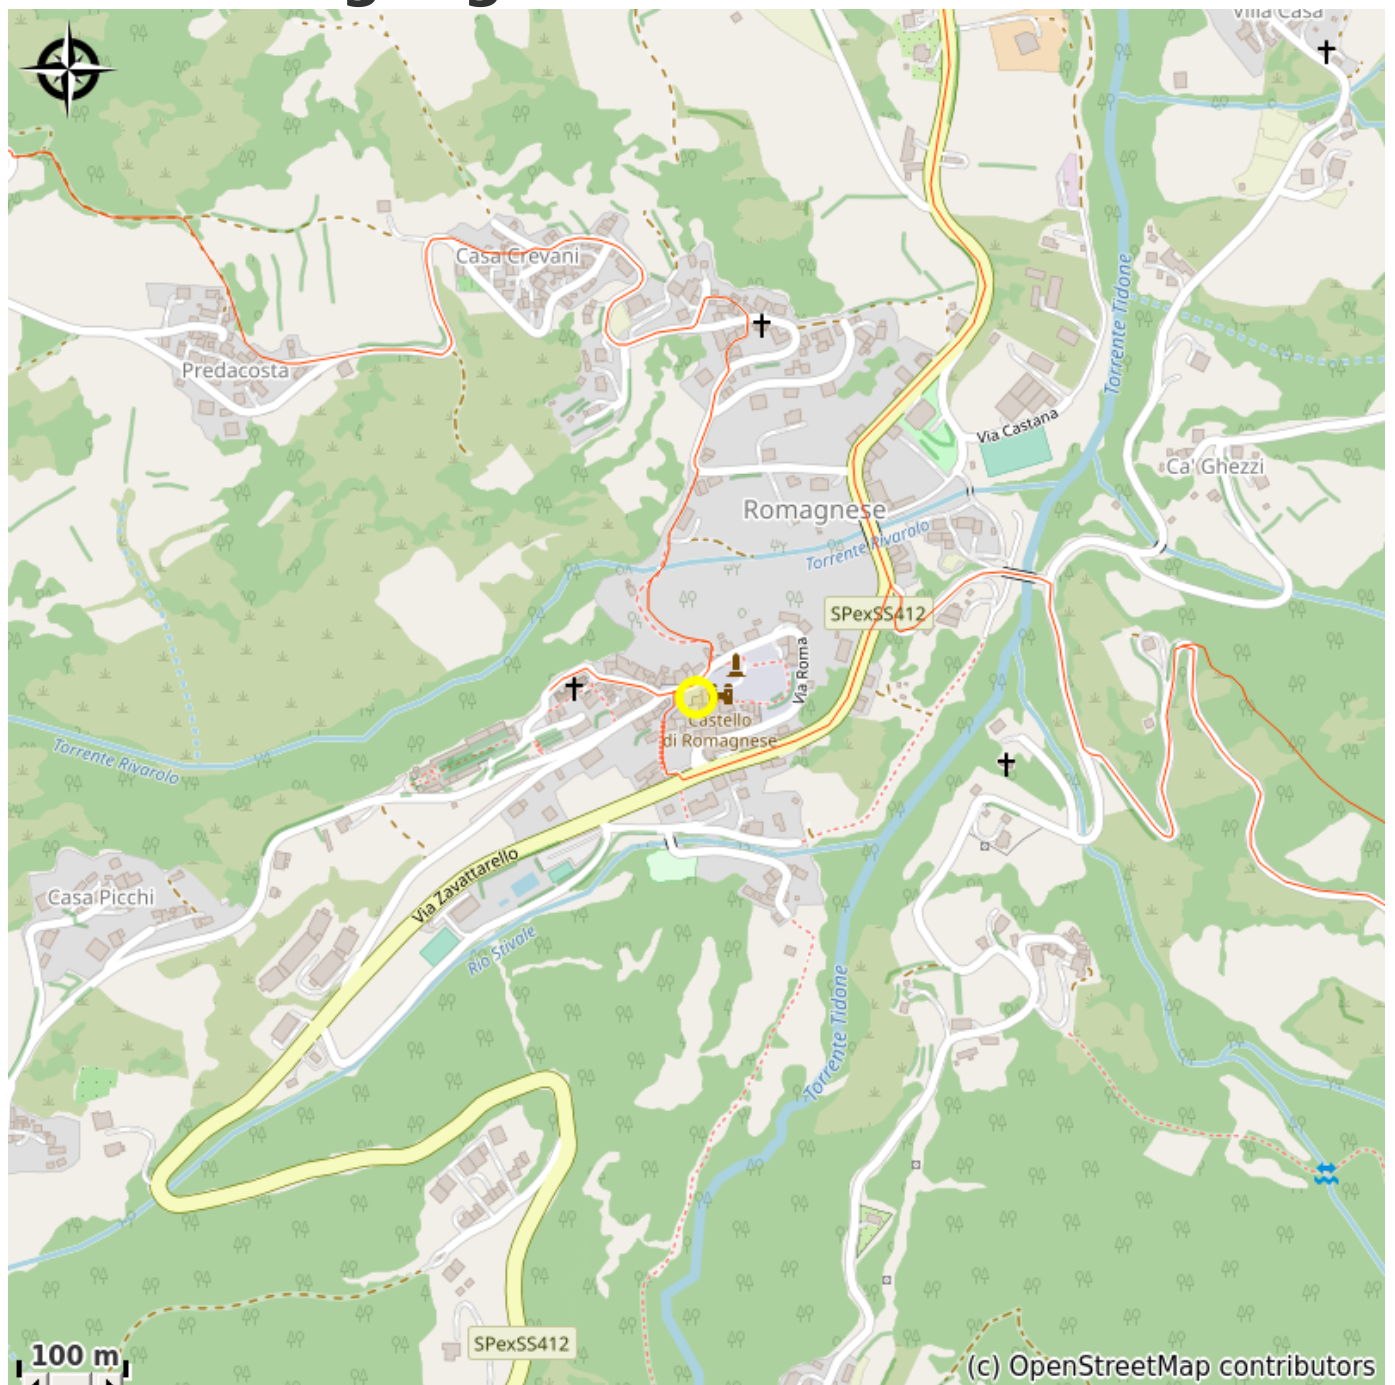 Villa Casa
Casa Crevani
Predacosta
Torrente Tidone
Via Castana
Ca' Ghezzi
Romagnese
Torrente Rivarolo
SPexSS412
Via Roma
Castello
di Romagnese
Torrente Rivarolo
Via Zavattarello
Casa Picchi
Rio Stivale
Torrente Tidone
SPexSS412
100 m
(c) OpenStreetMap contributors